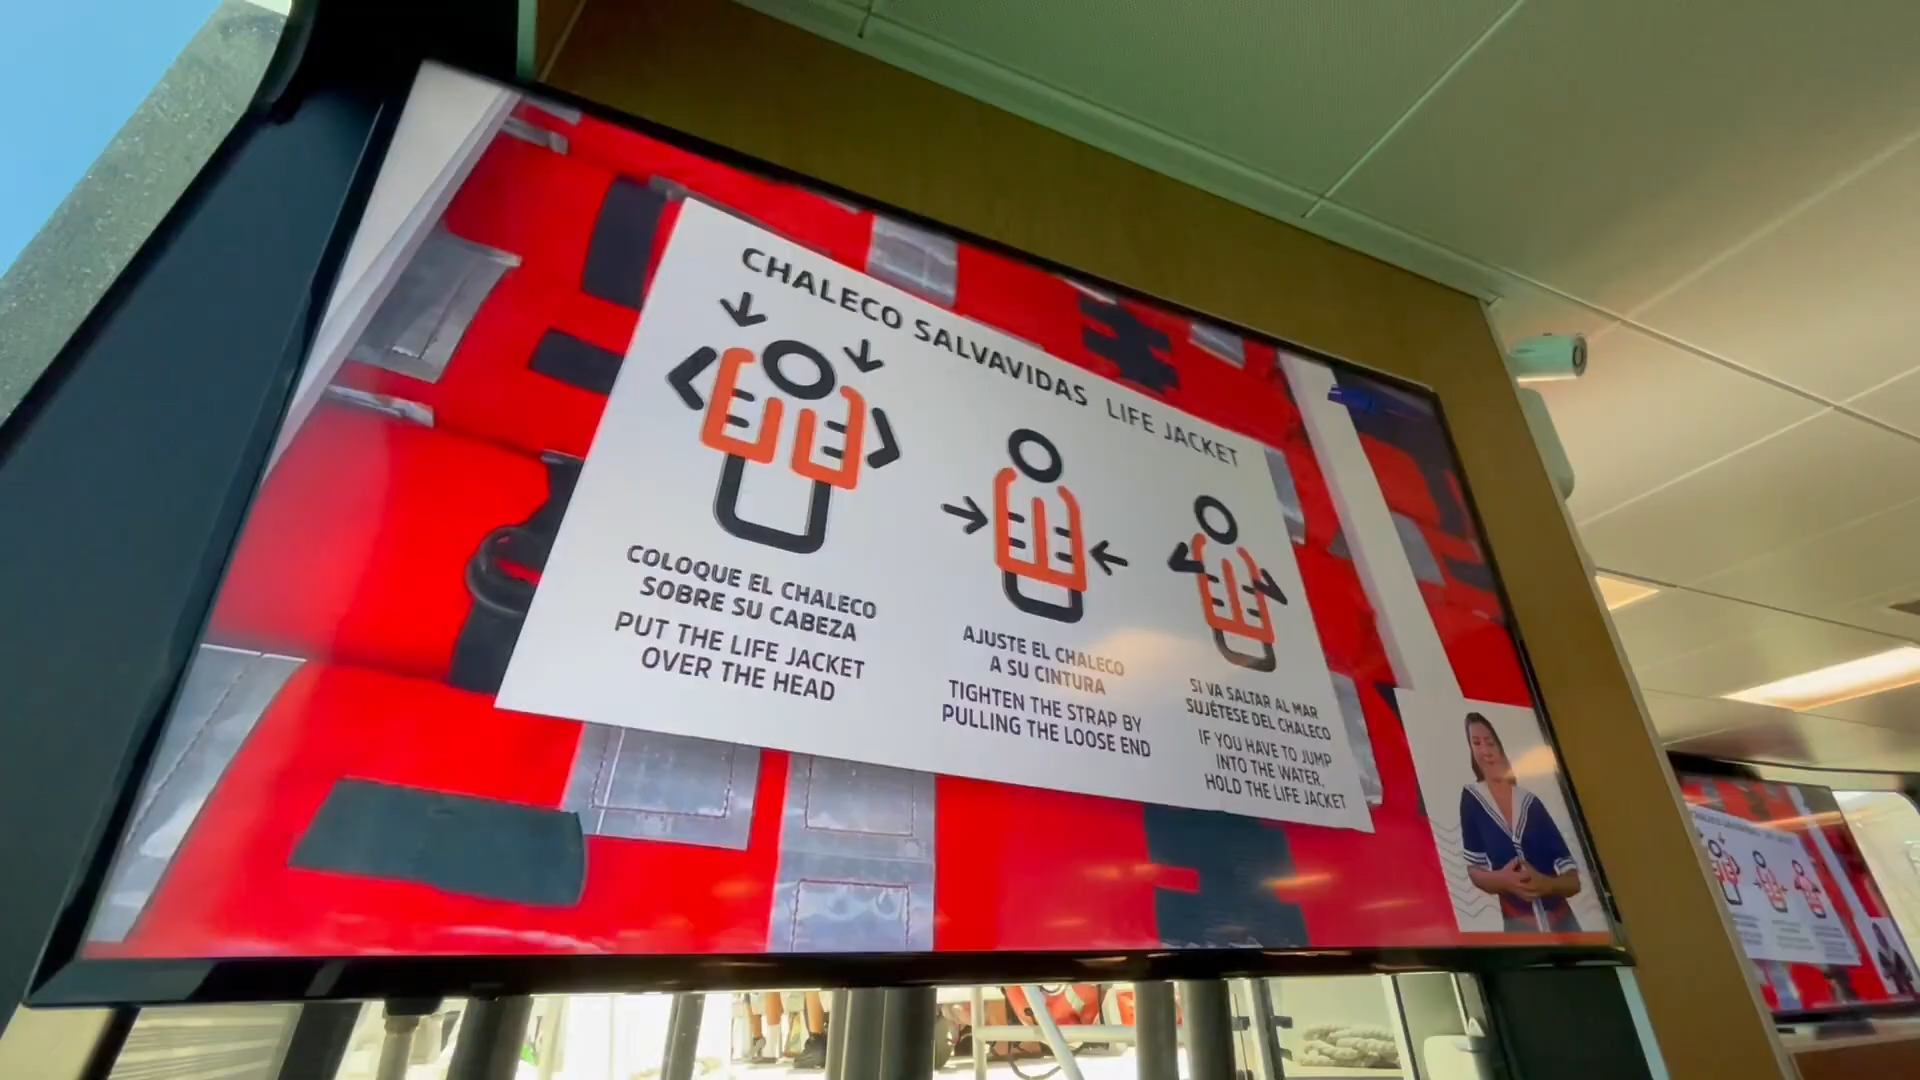 CHALECO SALVAVIDAS LIFE JACKET
COLOQUE EL CHALECO
SOBRE SU CABEZA
PUT THE LIFE JACKET
OVER THE HEAD
AJUSTE EL CHALECO
A SU CINTURA
TIGHTEN THE STRAP BY
PULLING THE LOOSE END
SI VA SALTAR AL MAR
SUJÉTESE DEL CHALECO
IF YOU HAVE TO JUMP
INTO THE WATER,
HOLD THE LIFE JACKET